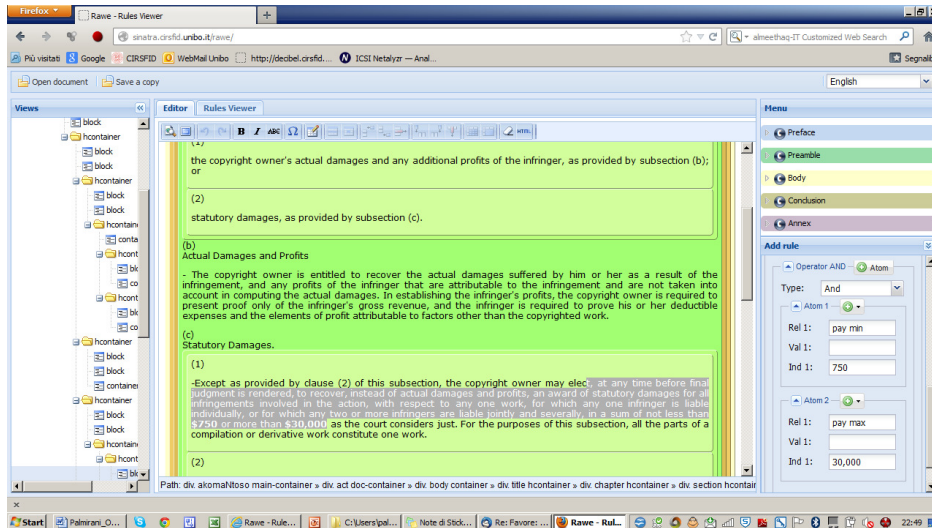 Firefox
Rawe - Rules Viewer
+
sinatra.cirsfid.unibo.it/rawe/
almeethaq-IT Customized Web Search
Più visitati
Google
CIRSFID
WebMail Unibo
http://decibel.cirsfid....
ICSI Netalyzr — Anal...
Segnalib
Open document
Save a copy
English
Views
Editor
Rules Viewer
Menu
block
hcontainer
block
block
hcontainer
block
block
hcontain
conta
hcont
blo
co
hcont
blo
co
hcontainer
block
block
container
hcontainer
block
block
hcontaine
hcont
blo
B I ABC Ω HTML
(1)
the copyright owner's actual damages and any additional profits of the infringer, as provided by subsection (b);
or
(2)
statutory damages, as provided by subsection (c).
(b)
Actual Damages and Profits
- The copyright owner is entitled to recover the actual damages suffered by him or her as a result of the
infringement, and any profits of the infringer that are attributable to the infringement and are not taken into
account in computing the actual damages. In establishing the infringer's profits, the copyright owner is required to
present proof only of the infringer's gross revenue, and the infringer is required to prove his or her deductible
expenses and the elements of profit attributable to factors other than the copyrighted work.
(c)
Statutory Damages.
(1)
-Except as provided by clause (2) of this subsection, the copyright owner may elect, at any time before final
judgment is rendered, to recover, instead of actual damages and profits, an award of statutory damages for all
infringements involved in the action, with respect to any one work, for which any one infringer is liable
individually, or for which any two or more infringers are liable jointly and severally, in a sum of not less than
$750 or more than $30,000 as the court considers just. For the purposes of this subsection, all the parts of a
compilation or derivative work constitute one work.
(2)
Path: div. akomaNtoso main-container » div. act doc-container » div. body container » div. title hcontainer » div. chapter hcontainer » div. section hcontain
Preface
Preamble
Body
Conclusion
Annex
Add rule
Operator AND
Atom
Type: And
Atom 1
Rel 1: pay min
Val 1:
Ind 1: 750
Atom 2
Rel 1: pay max
Val 1:
Ind 1: 30,000
×
Start
Palmirani_O...
Rawe - Rule...
C:\Users\pal...
Note di Stick...
Re: Favore: ...
Rawe - Rul...
22:49